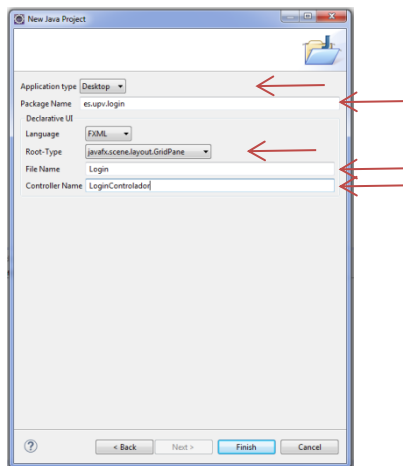 New Java Project
Application type Desktop
Package Name es.upv.login
Declarative UI
Language FXML
Root-Type javafx.scene.layout.GridPane
File Name Login
Controller Name LoginControlador
< Back Next > Finish Cancel